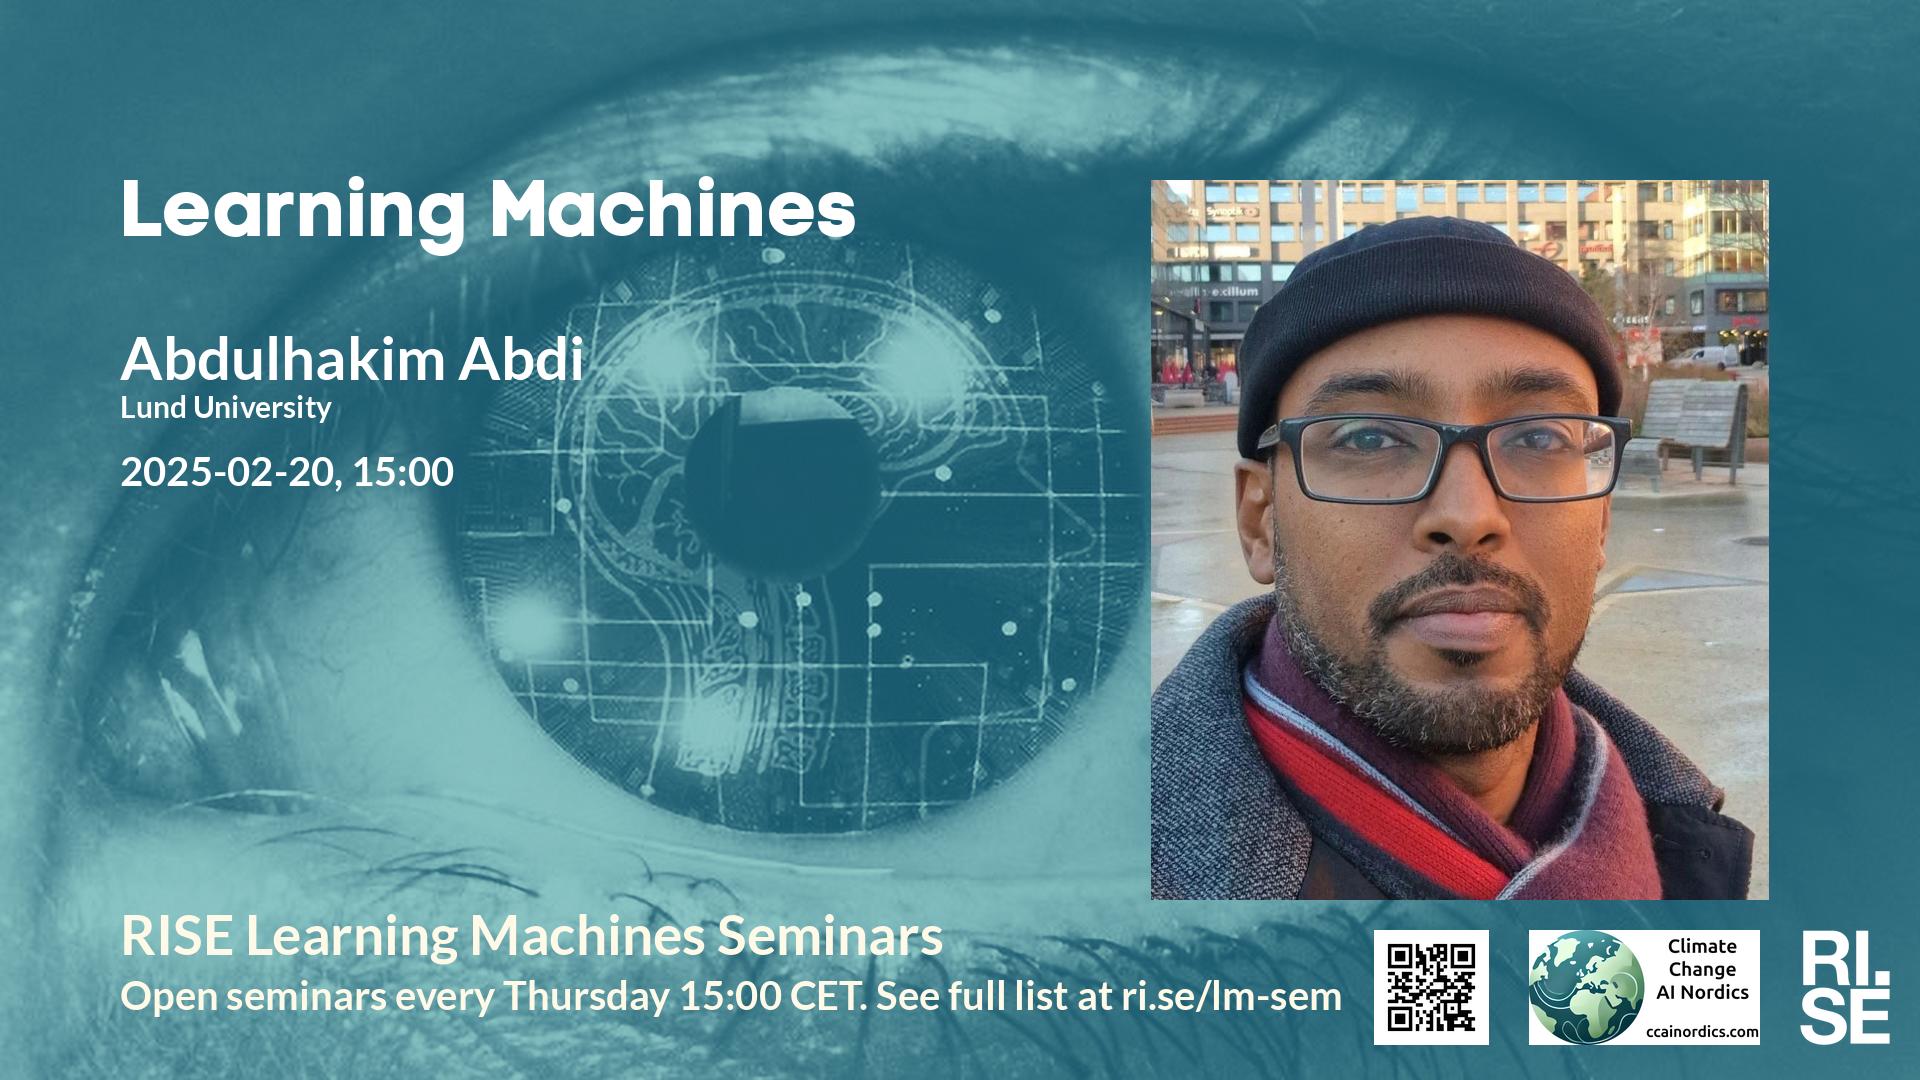 Learning Machines
Abdulhakim Abdi
Lund University
2025-02-20, 15:00
Synoptik
excillum
RISE Learning Machines Seminars
Open seminars every Thursday 15:00 CET. See full list at ri.se/lm-sem
Climate
Change
AI Nordics
ccainordics.com
RI.
SE